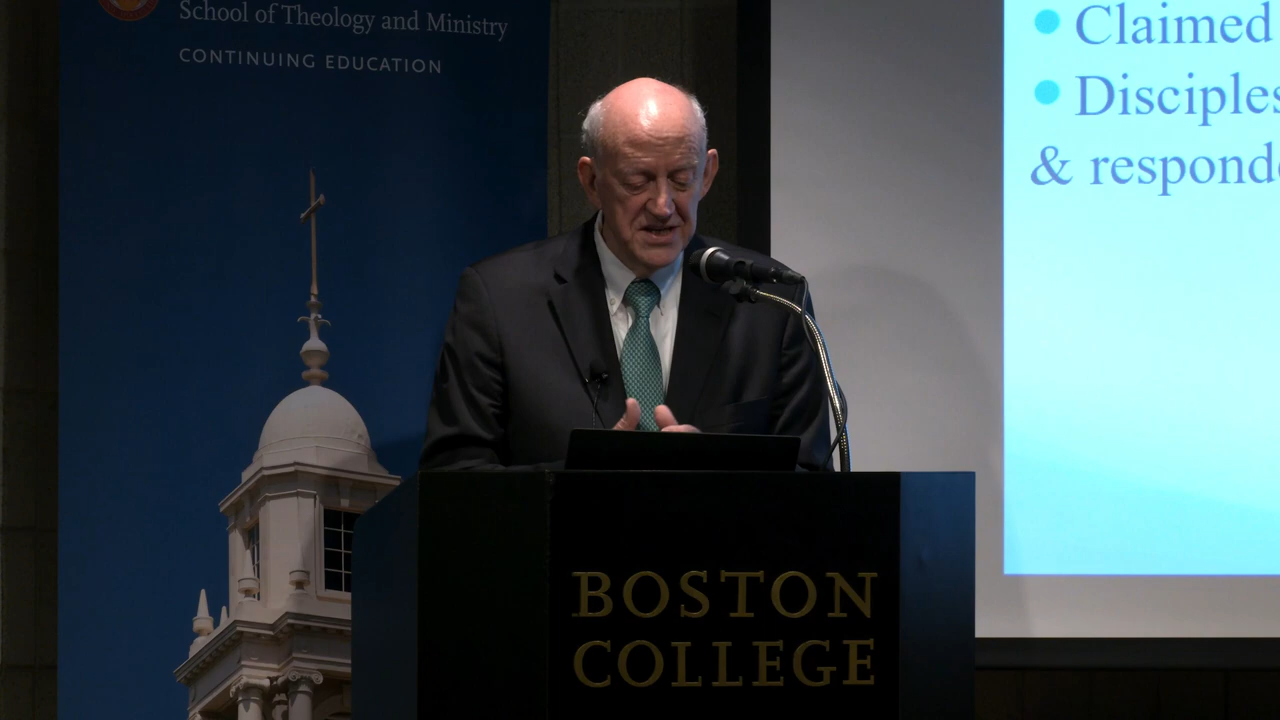 School of Theology and Ministry
CONTINUING EDUCATION
Claimed
Disciples
& responde
BOSTON
COLLEGE